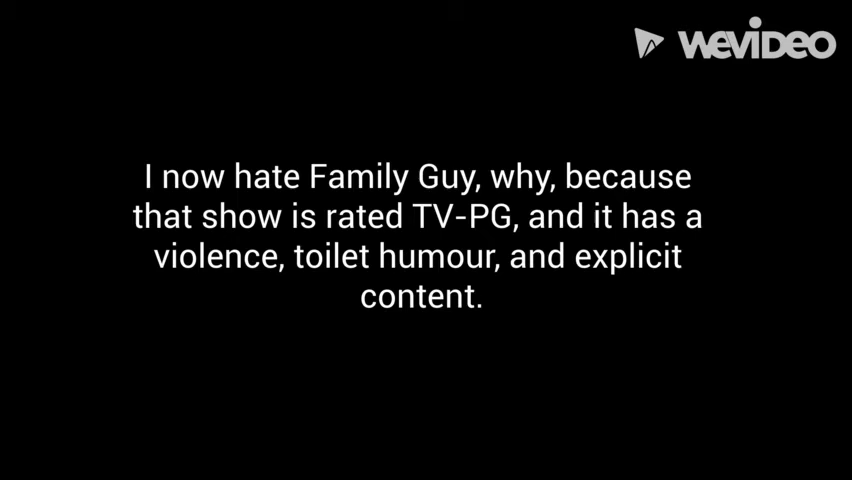 WEVIDEO
I now hate Family Guy, why, because
that show is rated TV-PG, and it has a
violence, toilet humour, and explicit
content.